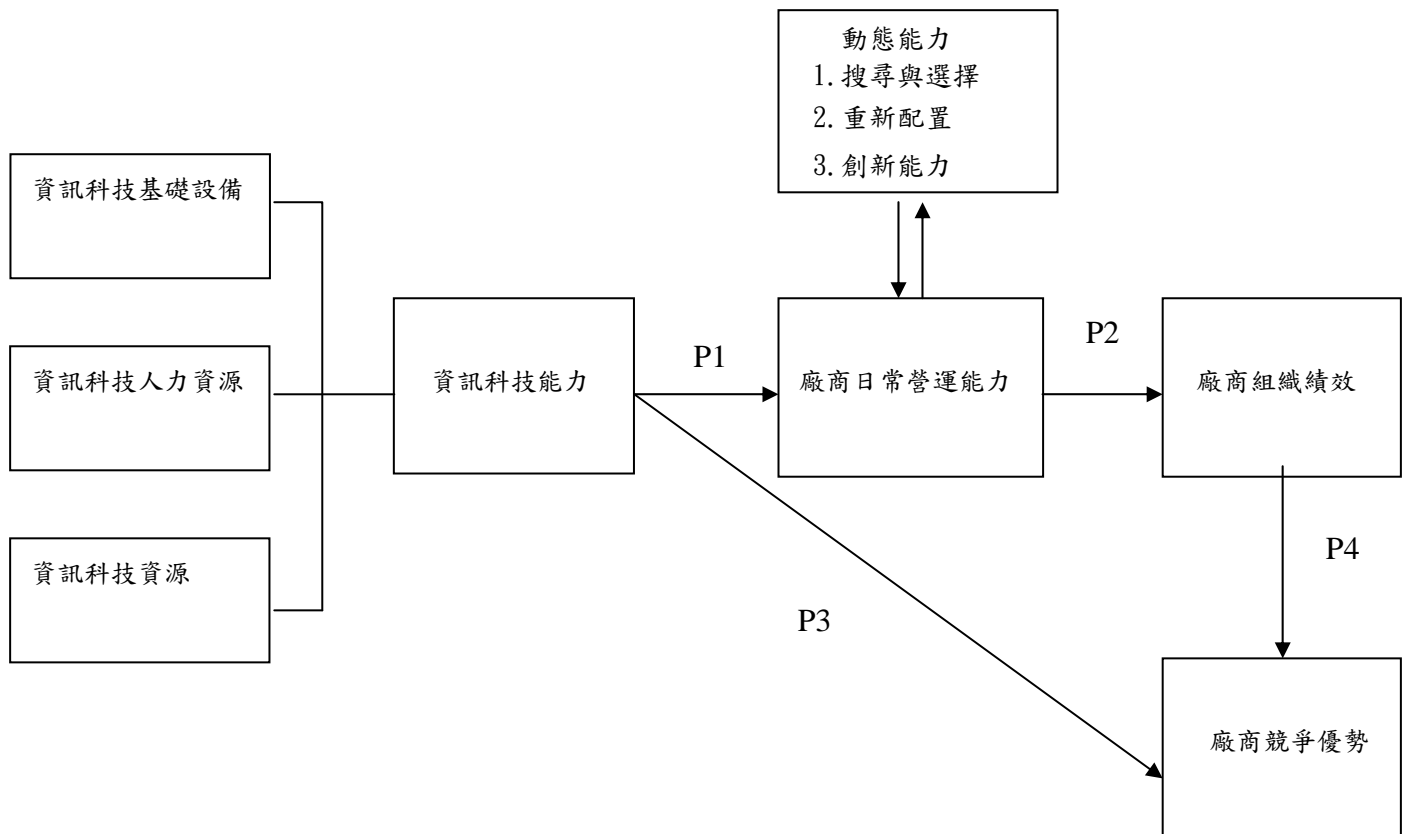 動態能力
1.搜尋與選擇
2.重新配置
3.創新能力
資訊科技基礎設備
資訊科技人力資源
資訊科技資源
資訊科技能力
P1
廠商日常營運能力
P2
廠商組織績效
P3
P4
廠商競爭優勢